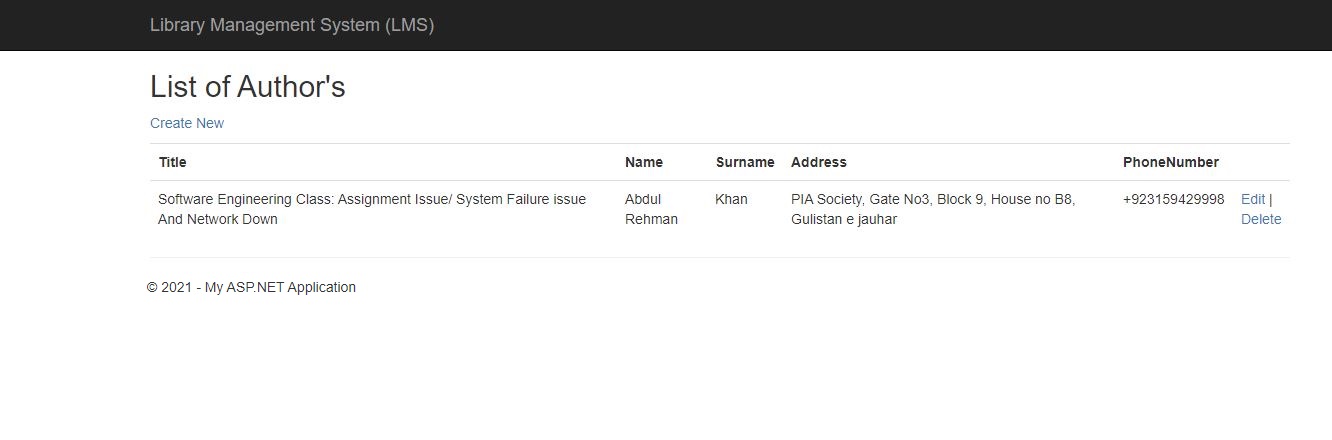 Library Management System (LMS)
List of Author's
Create New
Title Name Surname Address PhoneNumber
Software Engineering Class: Assignment Issue/ System Failure issue Abdul Khan PIA Society, Gate No3, Block 9, House no B8, +923159429998 Edit |
And Network Down Rehman Gulistan e jauhar Delete
© 2021 - My ASP.NET Application